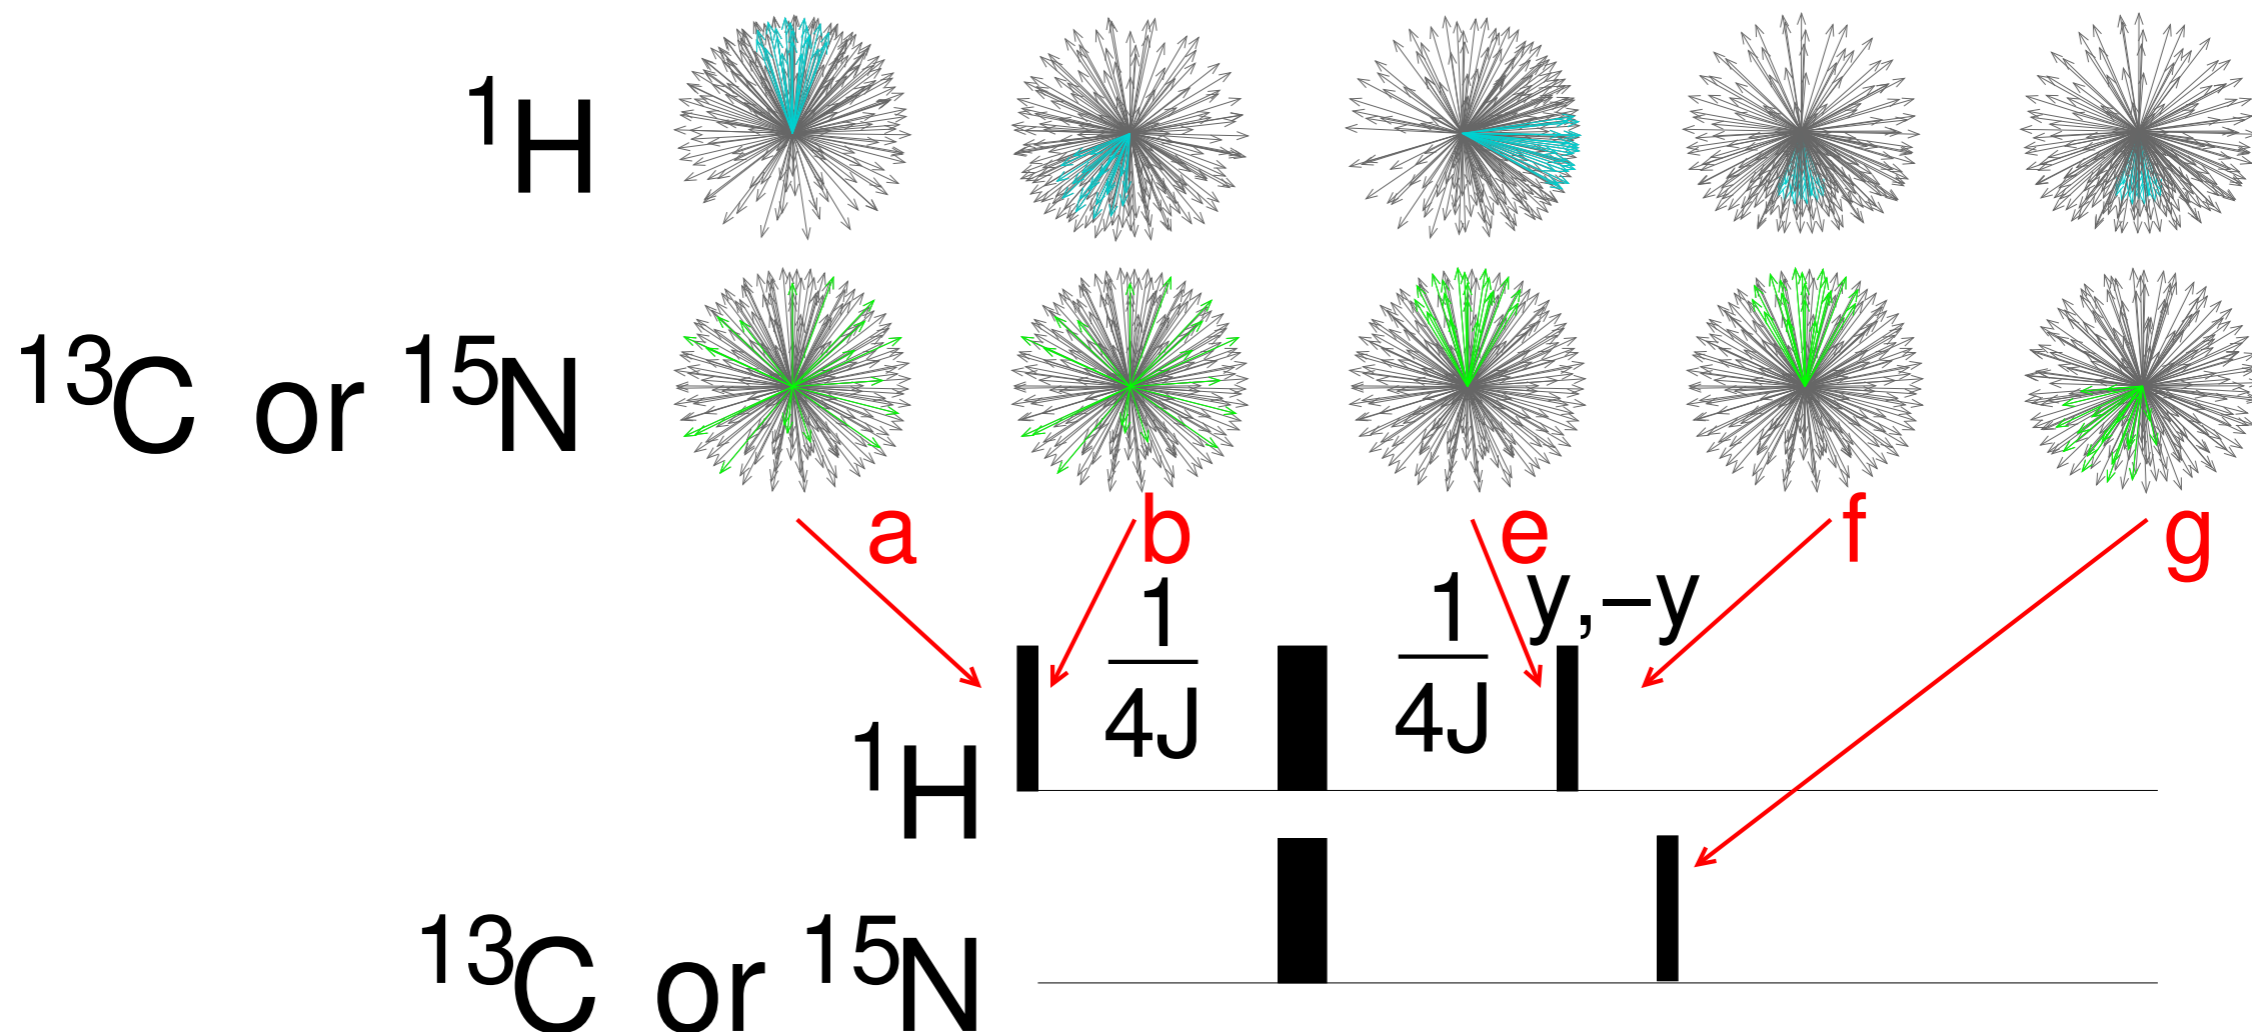 ¹H
¹³C or ¹⁵N
a b e f g
1/4J 1/4J y,–y
¹H
¹³C or ¹⁵N